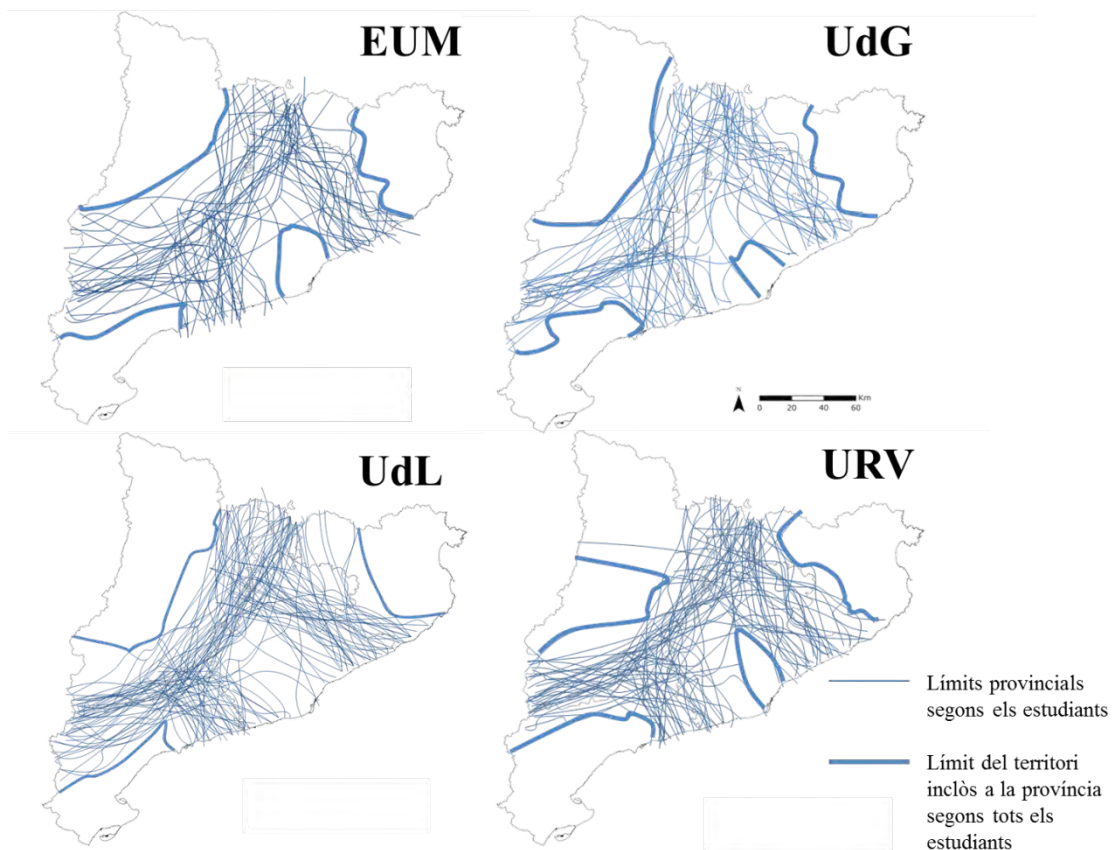 EUM
UdG
N
Km
0 20 40 60
UdL
URV
Límits provincials
segons els estudiants
Límit del territori
inclòs a la província
segons tots els
estudiants